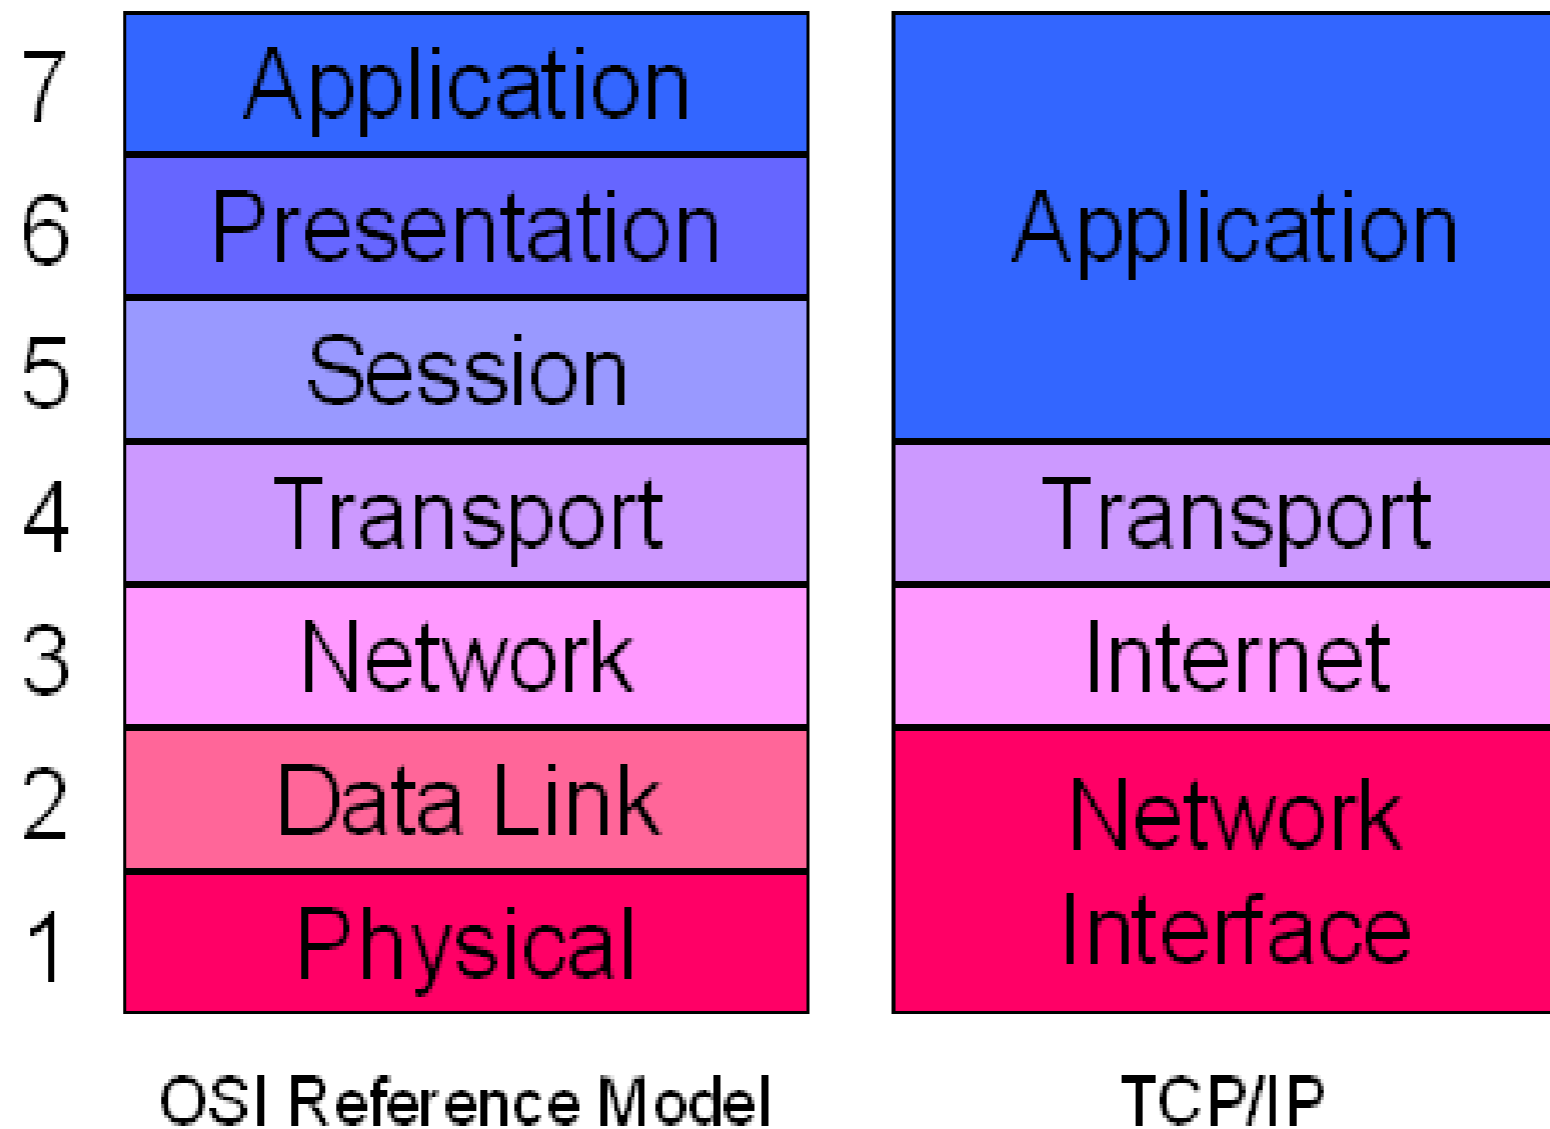 7 Application
6 Presentation
5 Session
4 Transport
3 Network
2 Data Link
1 Physical
OSI Reference Model
Application
Transport
Internet
Network
Interface
TCP/IP